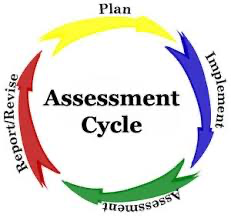 Plan
Implement
Assessment
Report/Revise
Assessment
Cycle